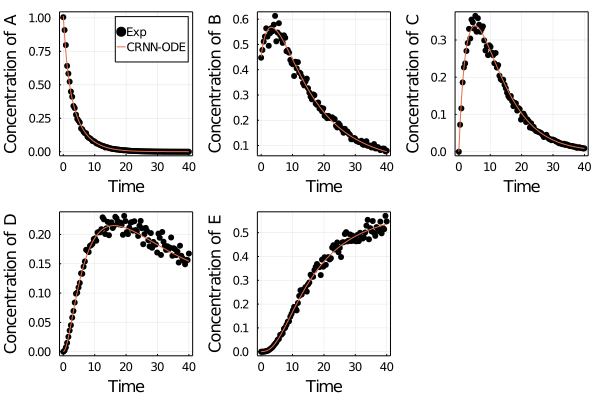 Concentration of A
1.00
0.75
0.50
0.25
0.00
Exp
CRNN-ODE
0 10 20 30 40
Time
Concentration of B
0.6
0.5
0.4
0.3
0.2
0.1
0 10 20 30 40
Time
Concentration of C
0.3
0.2
0.1
0.0
0 10 20 30 40
Time
Concentration of D
0.20
0.15
0.10
0.05
0.00
0 10 20 30 40
Time
Concentration of E
0.5
0.4
0.3
0.2
0.1
0.0
0 10 20 30 40
Time